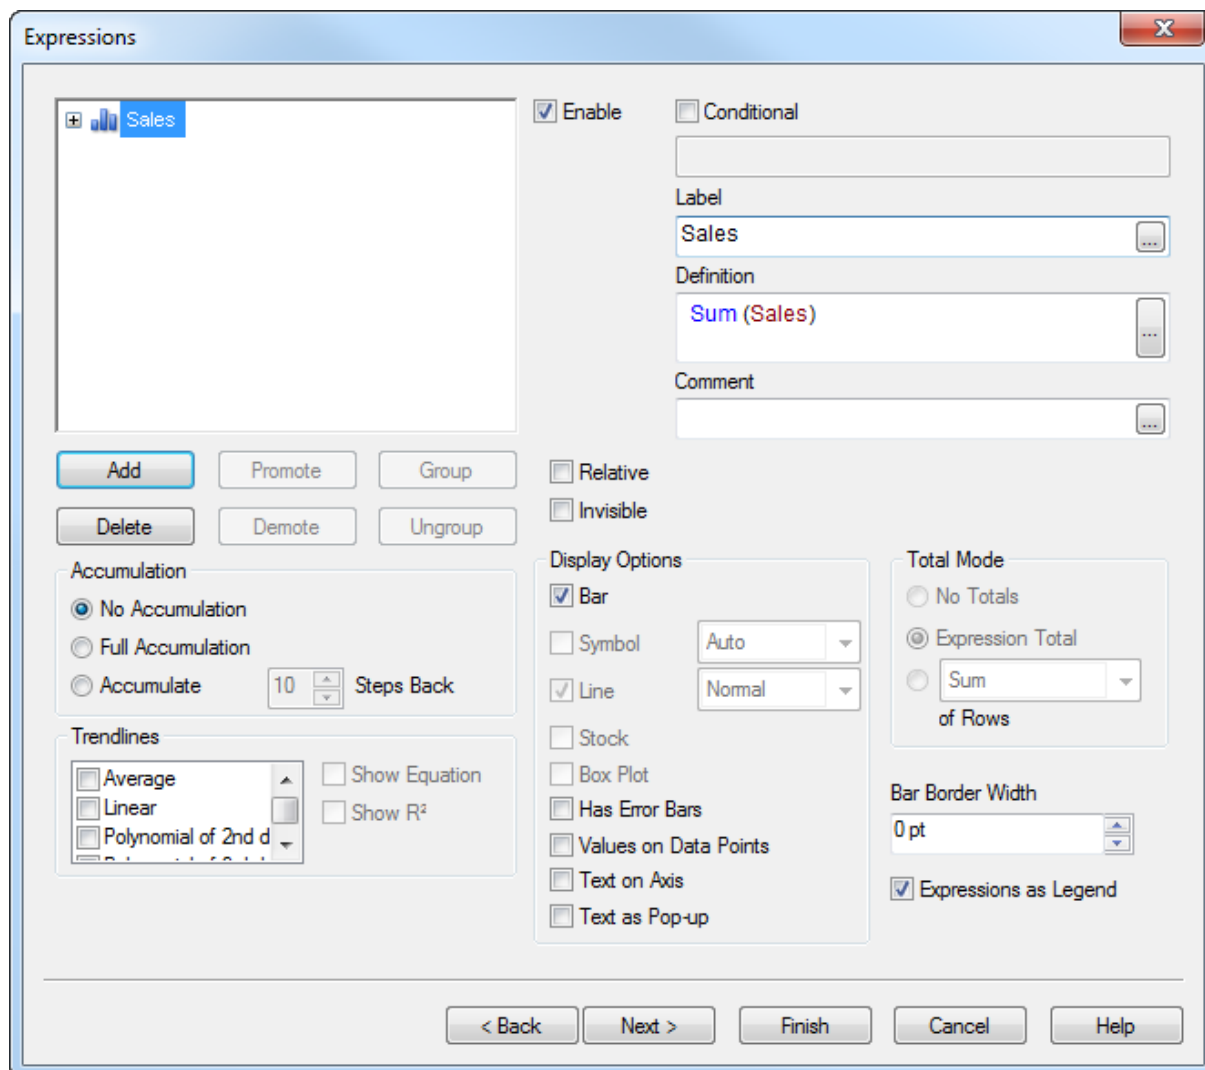 Expressions
Sales
Enable
Conditional
Label
Sales
...
Definition
Sum (Sales)
...
Comment
...
Add
Promote
Group
Delete
Demote
Ungroup
Relative
Invisible
Accumulation
No Accumulation
Full Accumulation
Accumulate
10
Steps Back
Trendlines
Average
Linear
Polynomial of 2nd d
Show Equation
Show R²
Display Options
Bar
Symbol
Auto
Line
Normal
Stock
Box Plot
Has Error Bars
Values on Data Points
Text on Axis
Text as Pop-up
Total Mode
No Totals
Expression Total
Sum
of Rows
Bar Border Width
0 pt
Expressions as Legend
< Back
Next >
Finish
Cancel
Help